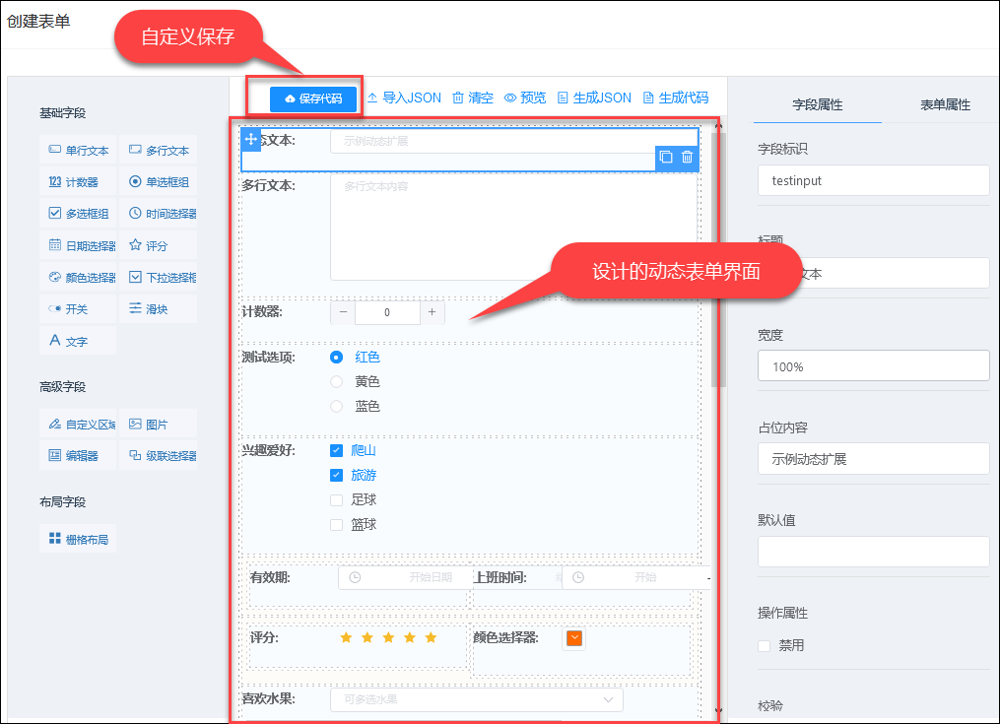 创建表单
自定义保存
保存代码 导入JSON 清空 预览 生成JSON 生成代码
基础字段
单行文本 多行文本
123 计数器 单选框组
多选框组 时间选择器
日期选择器 评分
颜色选择器 下拉选择框
开关 滑块
文字
高级字段
自定义区域 图片
编辑器 级联选择器
布局字段
栅格布局
态文本: 示例动态扩展
多行文本: 多行文本内容
设计的动态表单界面
计数器: − 0 +
测试选项: 红色
黄色
蓝色
兴趣爱好: 爬山
旅游
足球
篮球
有效期: 开始日期 上班时间: 开始
评分: 颜色选择器:
喜欢水果: 可多选水果
字段属性 表单属性
字段标识
testinput
标题
文本
宽度
100%
占位内容
示例动态扩展
默认值
操作属性
禁用
校验